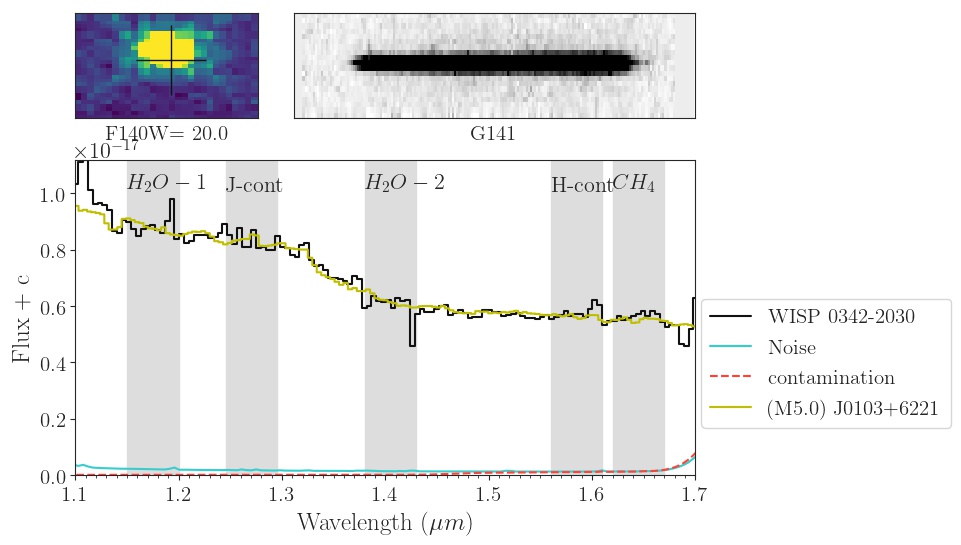 F140W= 20.0
G141
×10⁻¹⁷
H₂O − 1
J-cont
H₂O − 2
H-cont
CH₄
1.0
0.8
0.6
0.4
0.2
0.0
Flux + c
1.1
1.2
1.3
1.4
1.5
1.6
1.7
Wavelength (μm)
WISP 0342-2030
Noise
contamination
(M5.0) J0103+6221